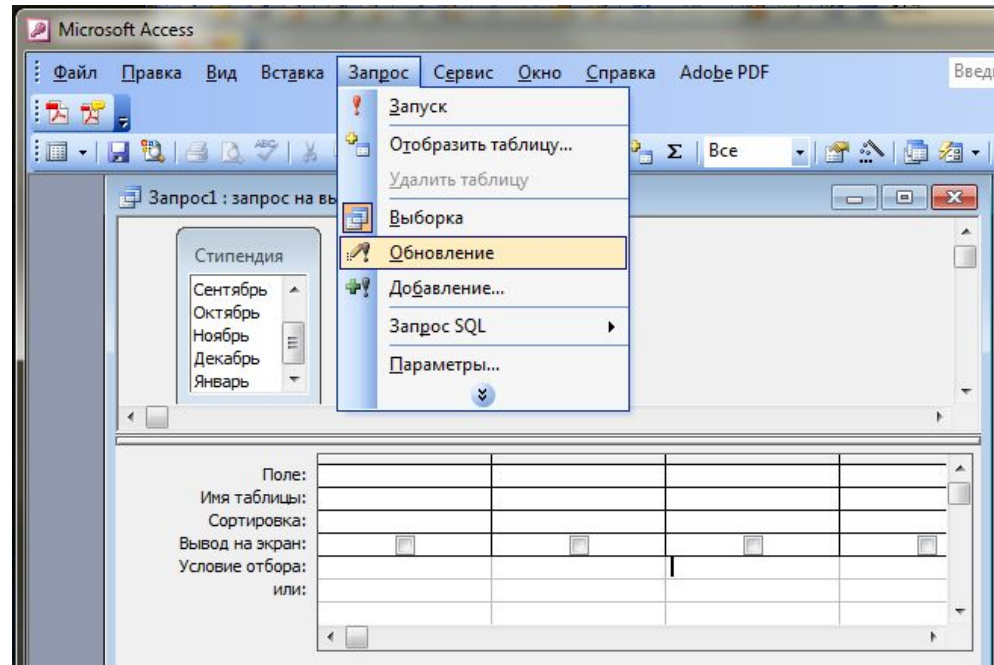 Microsoft Access
Файл Правка Вид Вставка Запрос Сервис Окно Справка Adobe PDF
Запуск
Отобразить таблицу...
Σ Все
Удалить таблицу
Запрос1 : запрос на
Выборка
Стипендия
Обновление
Сентябрь
Добавление...
Октябрь
Ноябрь
Запрос SQL
Декабрь
Параметры...
Январь
Поле:
Имя таблицы:
Сортировка:
Вывод на экран:
Условие отбора:
или: